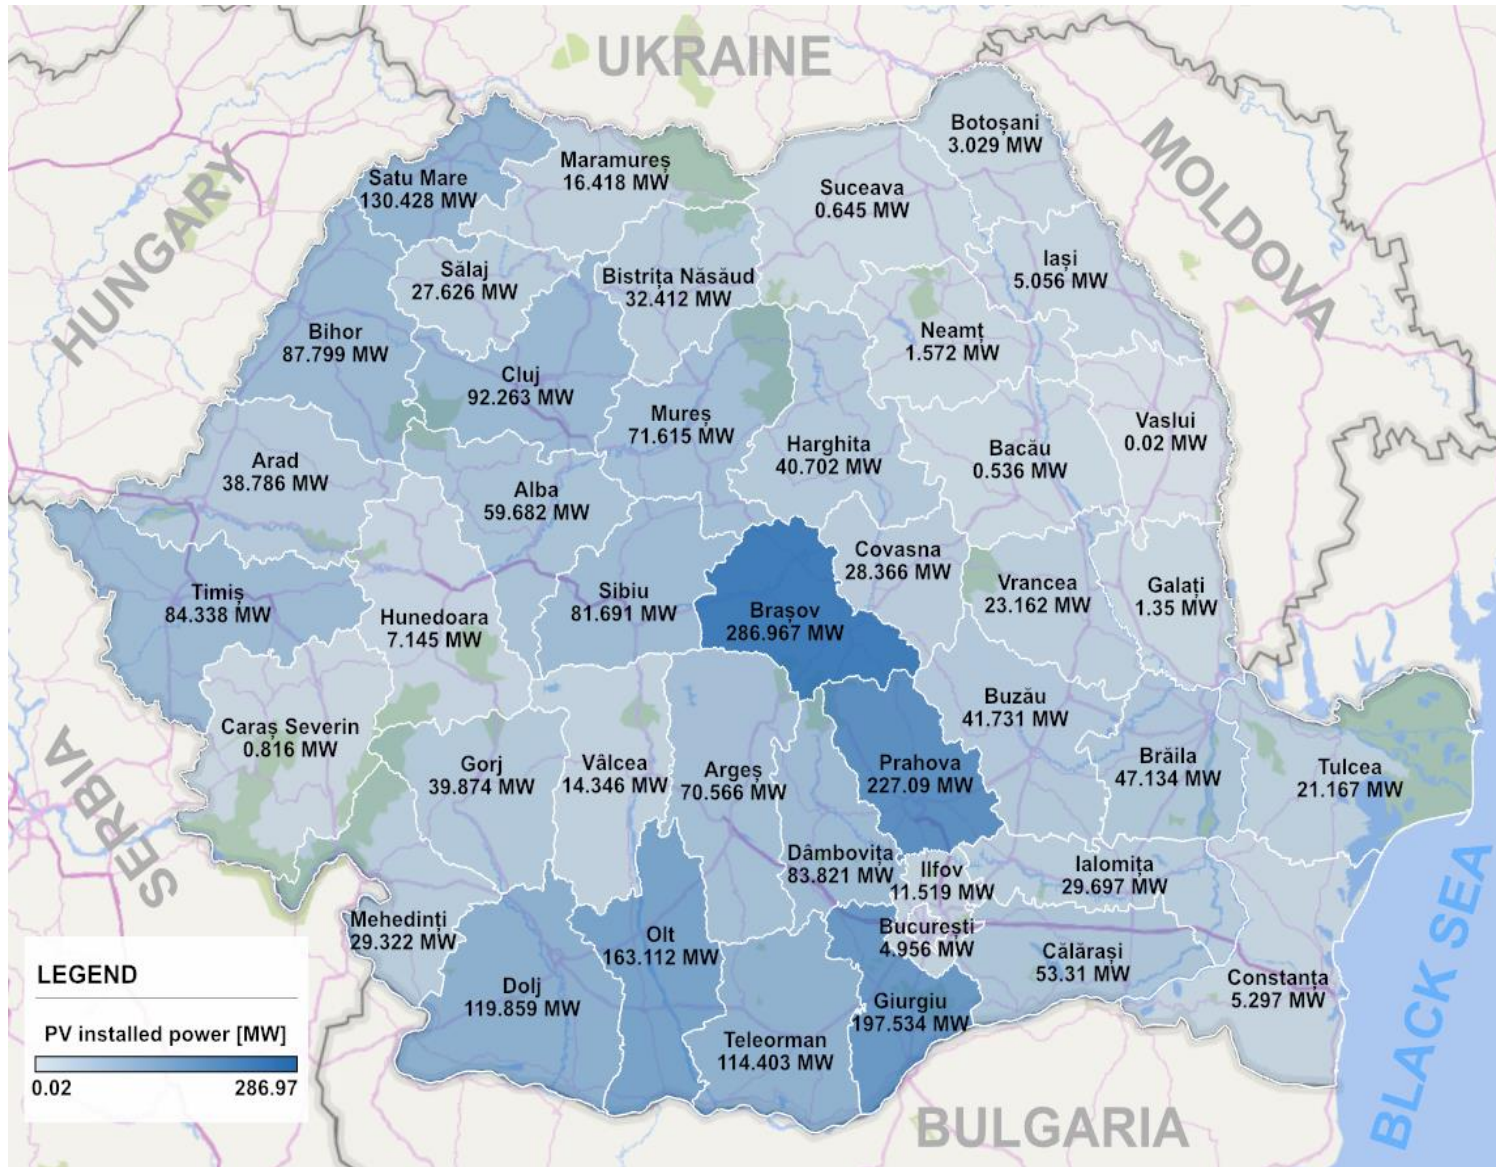 UKRAINE
Botoșani
3.029 MW
MOLDOVA
Maramureș
16.418 MW
Satu Mare
130.428 MW
Suceava
0.645 MW
HUNGARY
Iași
5.056 MW
Sălaj
27.626 MW
Bistrița Năsăud
32.412 MW
Bihor
87.799 MW
Neamț
1.572 MW
Cluj
92.263 MW
Mureș
71.615 MW
Vaslui
0.02 MW
Harghita
40.702 MW
Bacău
0.536 MW
Arad
38.786 MW
Alba
59.682 MW
Covasna
28.366 MW
Vrancea
23.162 MW
Galați
1.35 MW
Timiș
84.338 MW
Sibiu
81.691 MW
Brașov
286.967 MW
Hunedoara
7.145 MW
Buzău
41.731 MW
Caraș Severin
0.816 MW
Gorj
39.874 MW
Vâlcea
14.346 MW
Argeș
70.566 MW
Prahova
227.09 MW
Brăila
47.134 MW
Tulcea
21.167 MW
SERBIA
Dâmbovița
83.821 MW
Ilfov
11.519 MW
Ialomița
29.697 MW
Mehedinți
29.322 MW
Olt
163.112 MW
București
4.956 MW
Călărași
53.31 MW
Constanța
5.297 MW
Dolj
119.859 MW
Giurgiu
197.534 MW
Teleorman
114.403 MW
BLACK SEA
BULGARIA
LEGEND
PV installed power [MW]
0.02 286.97